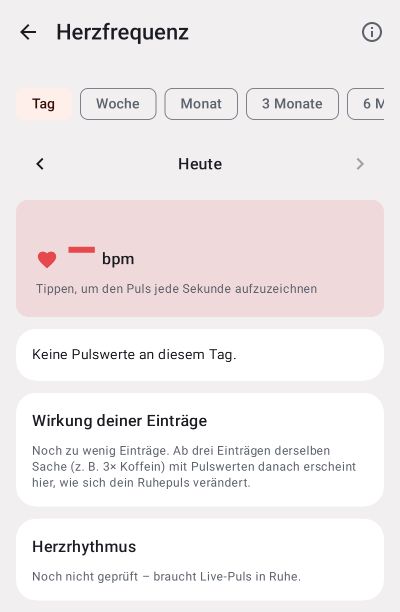 Herzfrequenz
Tag
Woche
Monat
3 Monate
6 M
Heute
– bpm
Tippen, um den Puls jede Sekunde aufzuzeichnen
Keine Pulswerte an diesem Tag.
Wirkung deiner Einträge
Noch zu wenig Einträge. Ab drei Einträgen derselben
Sache (z. B. 3× Koffein) mit Pulswerten danach erscheint
hier, wie sich dein Ruhepuls verändert.
Herzrhythmus
Noch nicht geprüft – braucht Live-Puls in Ruhe.